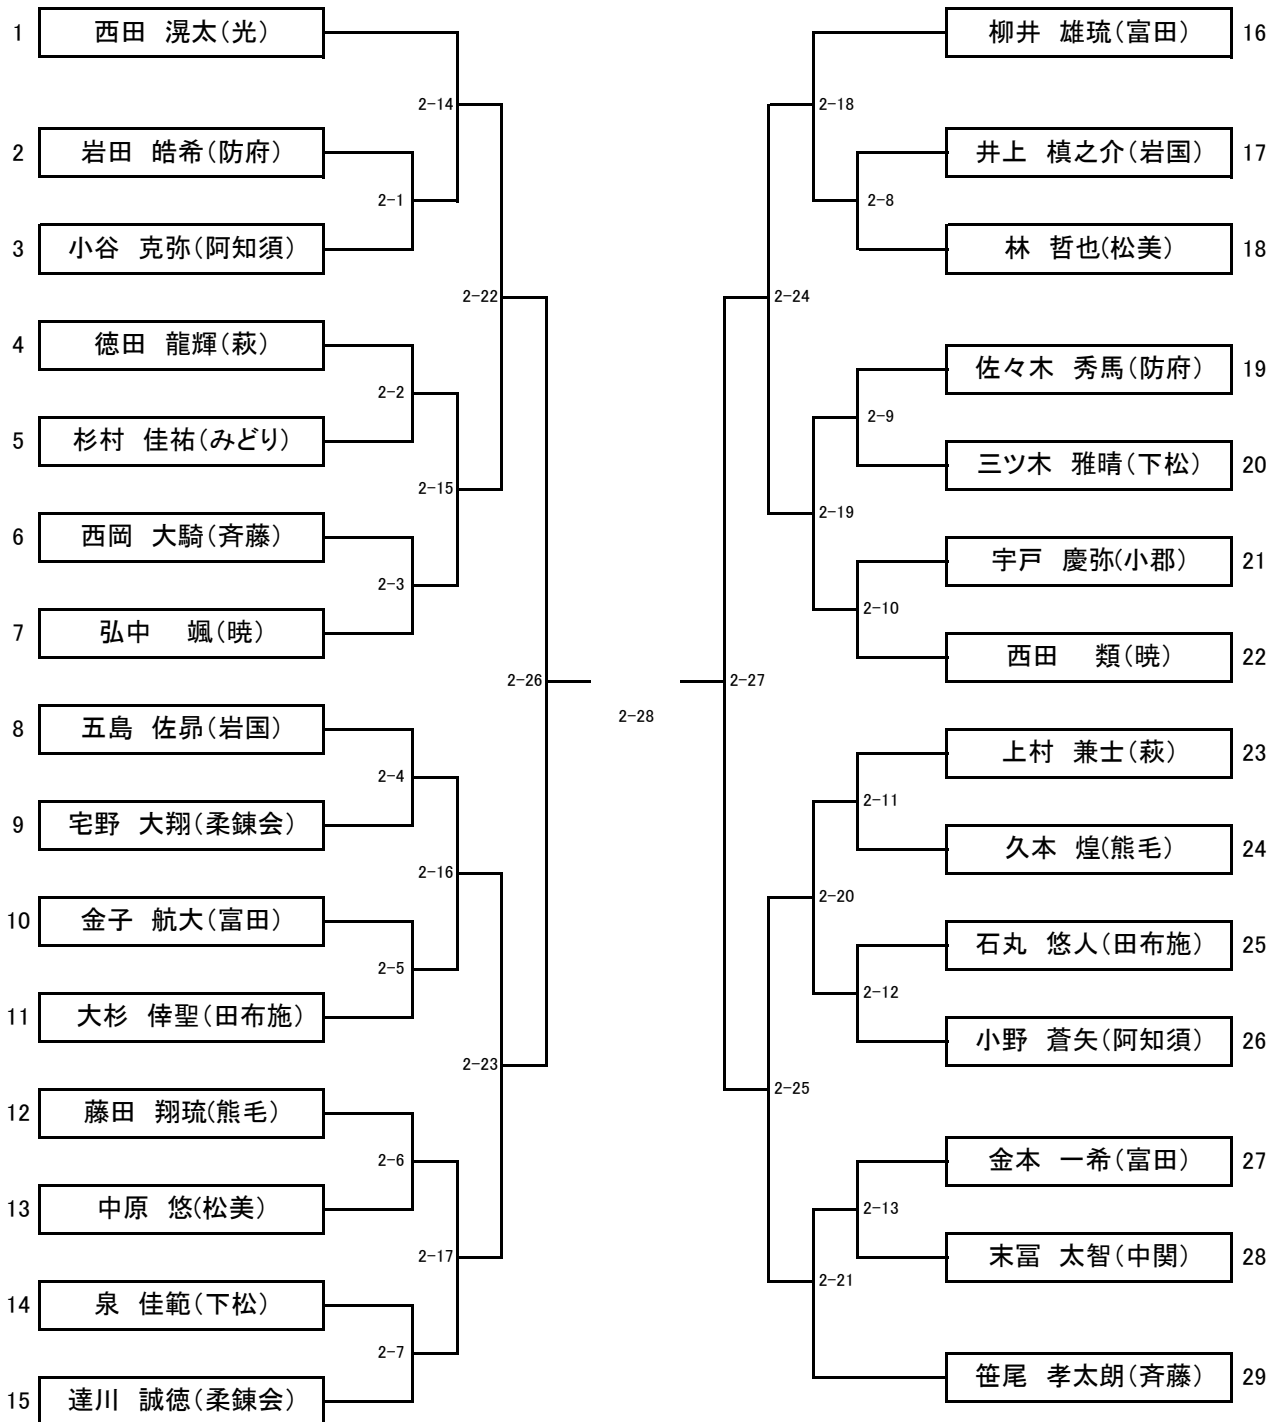 1 西田 滉太(光)
2-14
2 岩田 皓希(防府)
2-1
3 小谷 克弥(阿知須)
2-22
4 徳田 龍輝(萩)
2-2
5 杉村 佳祐(みどり)
2-15
6 西岡 大騎(斉藤)
2-3
7 弘中 颯(暁)
2-26
8 五島 佐昴(岩国)
2-4
9 宅野 大翔(柔錬会)
2-16
10 金子 航大(富田)
2-5
11 大杉 倖聖(田布施)
2-23
12 藤田 翔琉(熊毛)
2-6
13 中原 悠(松美)
2-17
14 泉 佳範(下松)
2-7
15 達川 誠徳(柔錬会)
2-28
柳井 雄琉(富田) 16
2-18
井上 槙之介(岩国) 17
2-8
林 哲也(松美) 18
2-24
佐々木 秀馬(防府) 19
2-9
三ツ木 雅晴(下松) 20
2-19
宇戸 慶弥(小郡) 21
2-10
西田 類(暁) 22
2-27
上村 兼士(萩) 23
2-11
久本 煌(熊毛) 24
2-20
石丸 悠人(田布施) 25
2-12
小野 蒼矢(阿知須) 26
2-25
金本 一希(富田) 27
2-13
末冨 太智(中関) 28
2-21
笹尾 孝太朗(斉藤) 29